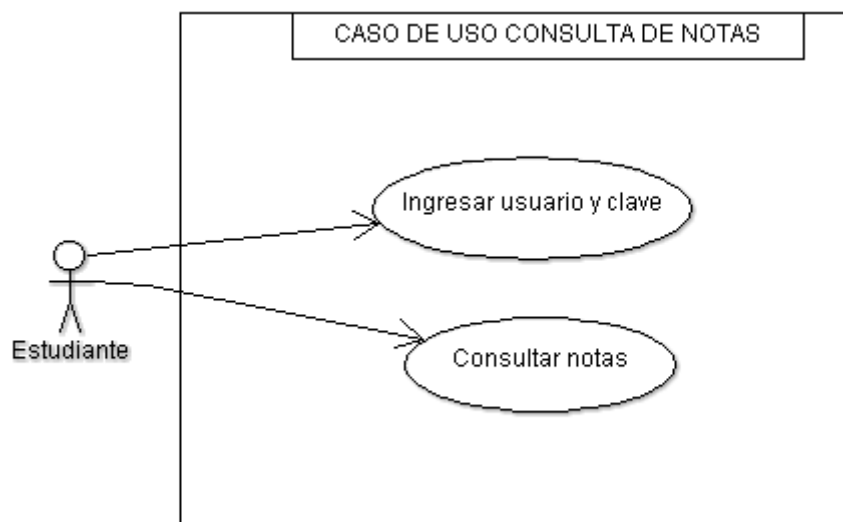 CASO DE USO CONSULTA DE NOTAS
Ingresar usuario y clave
Estudiante
Consultar notas